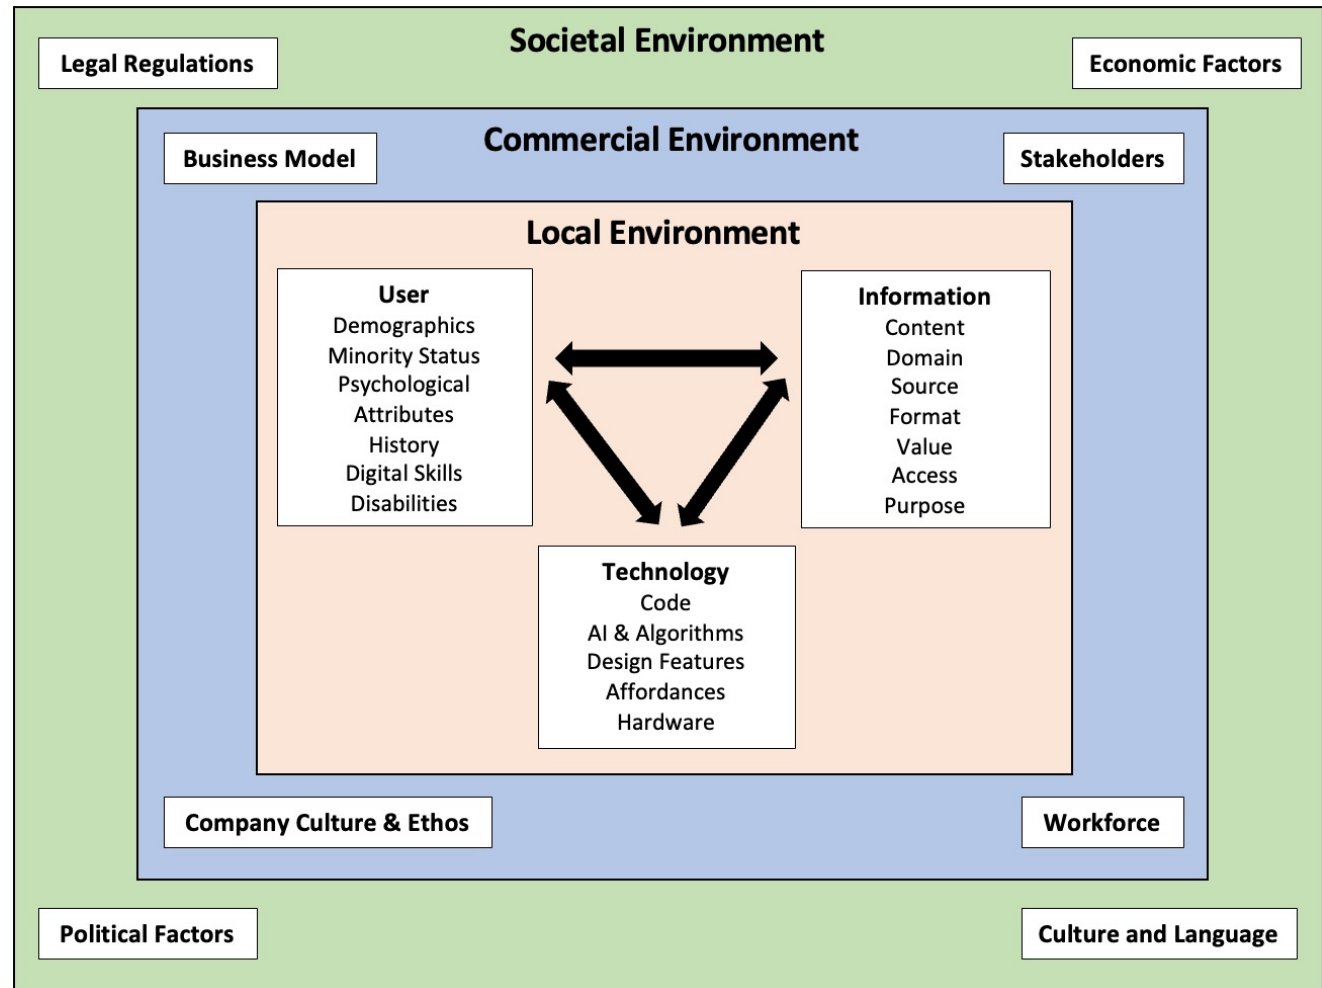 Societal Environment
Legal Regulations
Economic Factors
Commercial Environment
Business Model
Stakeholders
Local Environment
User
Demographics
Minority Status
Psychological
Attributes
History
Digital Skills
Disabilities
Information
Content
Domain
Source
Format
Value
Access
Purpose
Technology
Code
AI & Algorithms
Design Features
Affordances
Hardware
Company Culture & Ethos
Workforce
Political Factors
Culture and Language